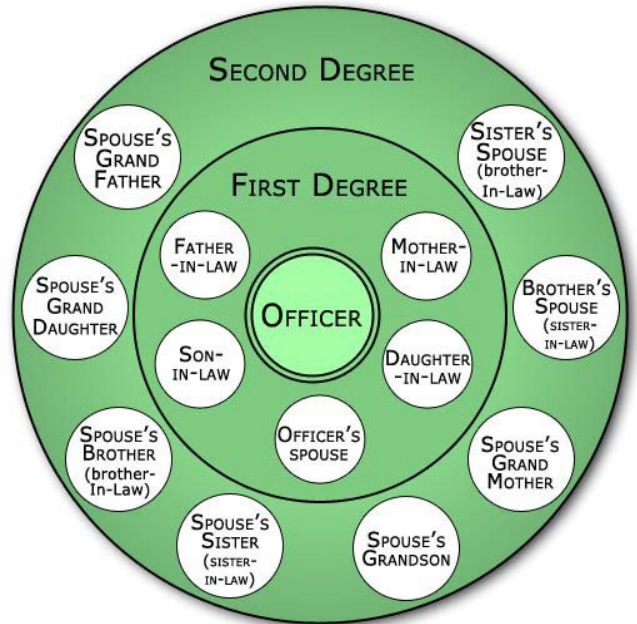 SECOND DEGREE
SPOUSE'S
GRAND
FATHER
SISTER'S
SPOUSE
(brother-
In-Law)
FIRST DEGREE
FATHER
-IN-LAW
MOTHER-
IN-LAW
OFFICER
SPOUSE'S
GRAND
DAUGHTER
BROTHER'S
SPOUSE
(SISTER-
IN-LAW)
SON-
IN-LAW
DAUGHTER
-IN-LAW
OFFICER'S
SPOUSE
SPOUSE'S
BROTHER
(brother-
In-Law)
SPOUSE'S
GRAND
MOTHER
SPOUSE'S
SISTER
(SISTER-
IN-LAW)
SPOUSE'S
GRANDSON